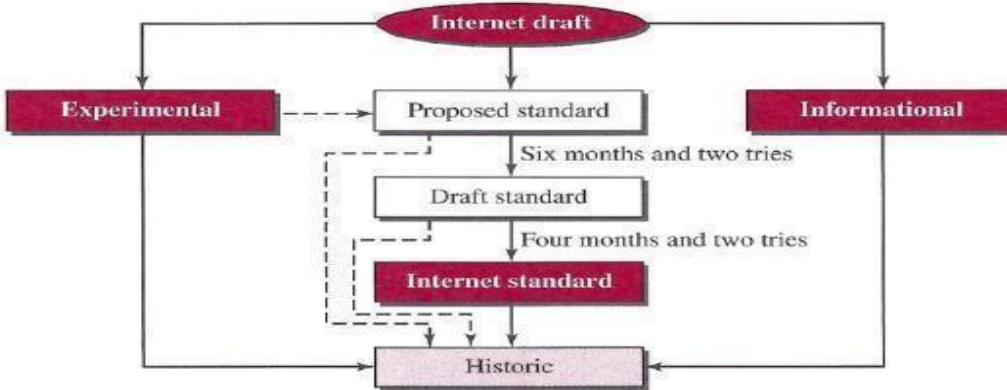 Internet draft
Experimental
Proposed standard
Informational
Six months and two tries
Draft standard
Four months and two tries
Internet standard
Historic